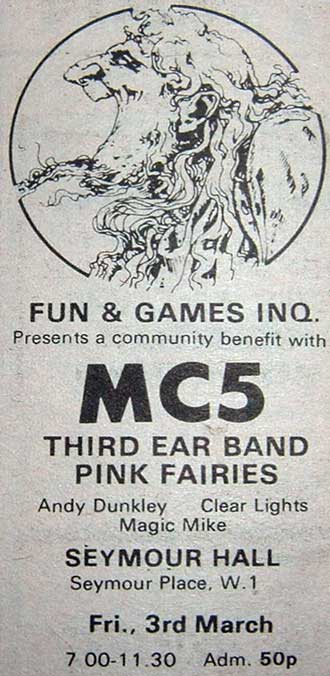 FUN & GAMES INQ.
Presents a community benefit with
MC5
THIRD EAR BAND
PINK FAIRIES
Andy Dunkley Clear Lights
Magic Mike
SEYMOUR HALL
Seymour Place, W.1
Fri., 3rd March
7 00-11.30 Adm. 50p